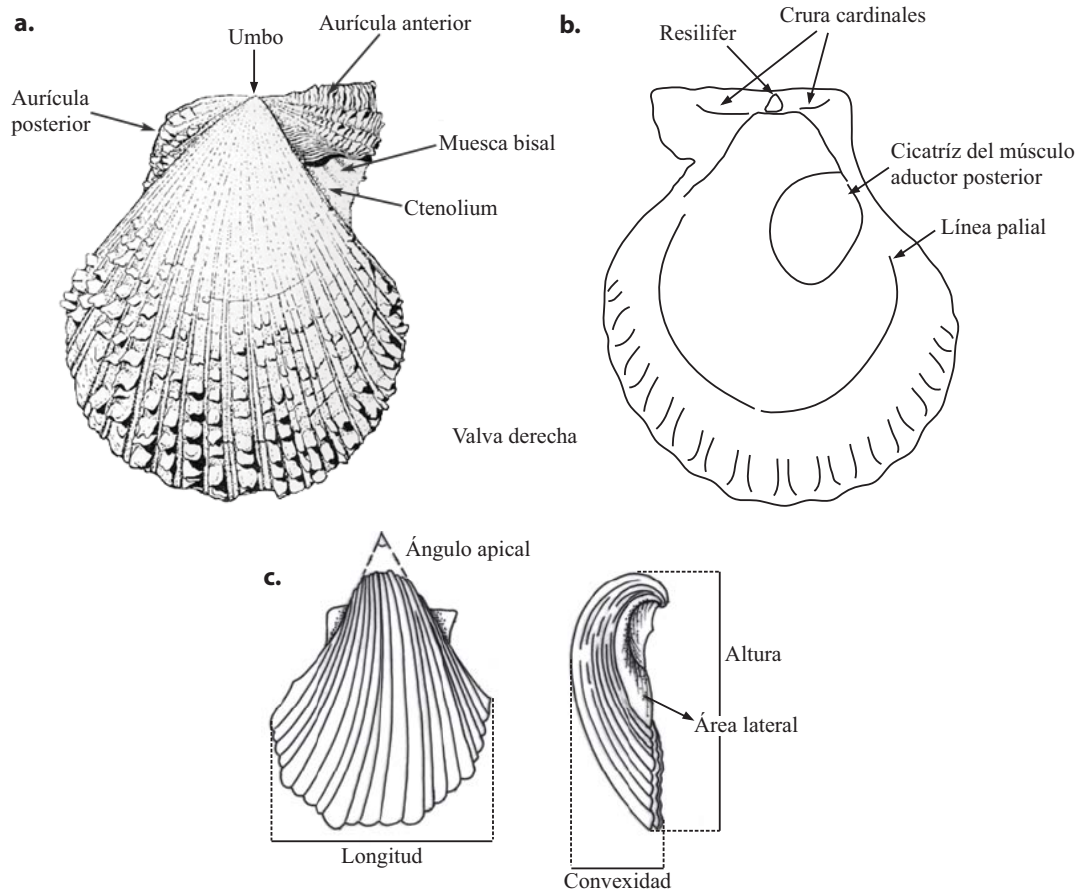 a.
Umbo
Aurícula anterior
Aurícula
posterior
Muesca bisal
Ctenolium
b.
Crura cardinales
Resilifer
Cicatríz del músculo
aductor posterior
Línea palial
Valva derecha
c.
Ángulo apical
Longitud
Altura
Área lateral
Convexidad